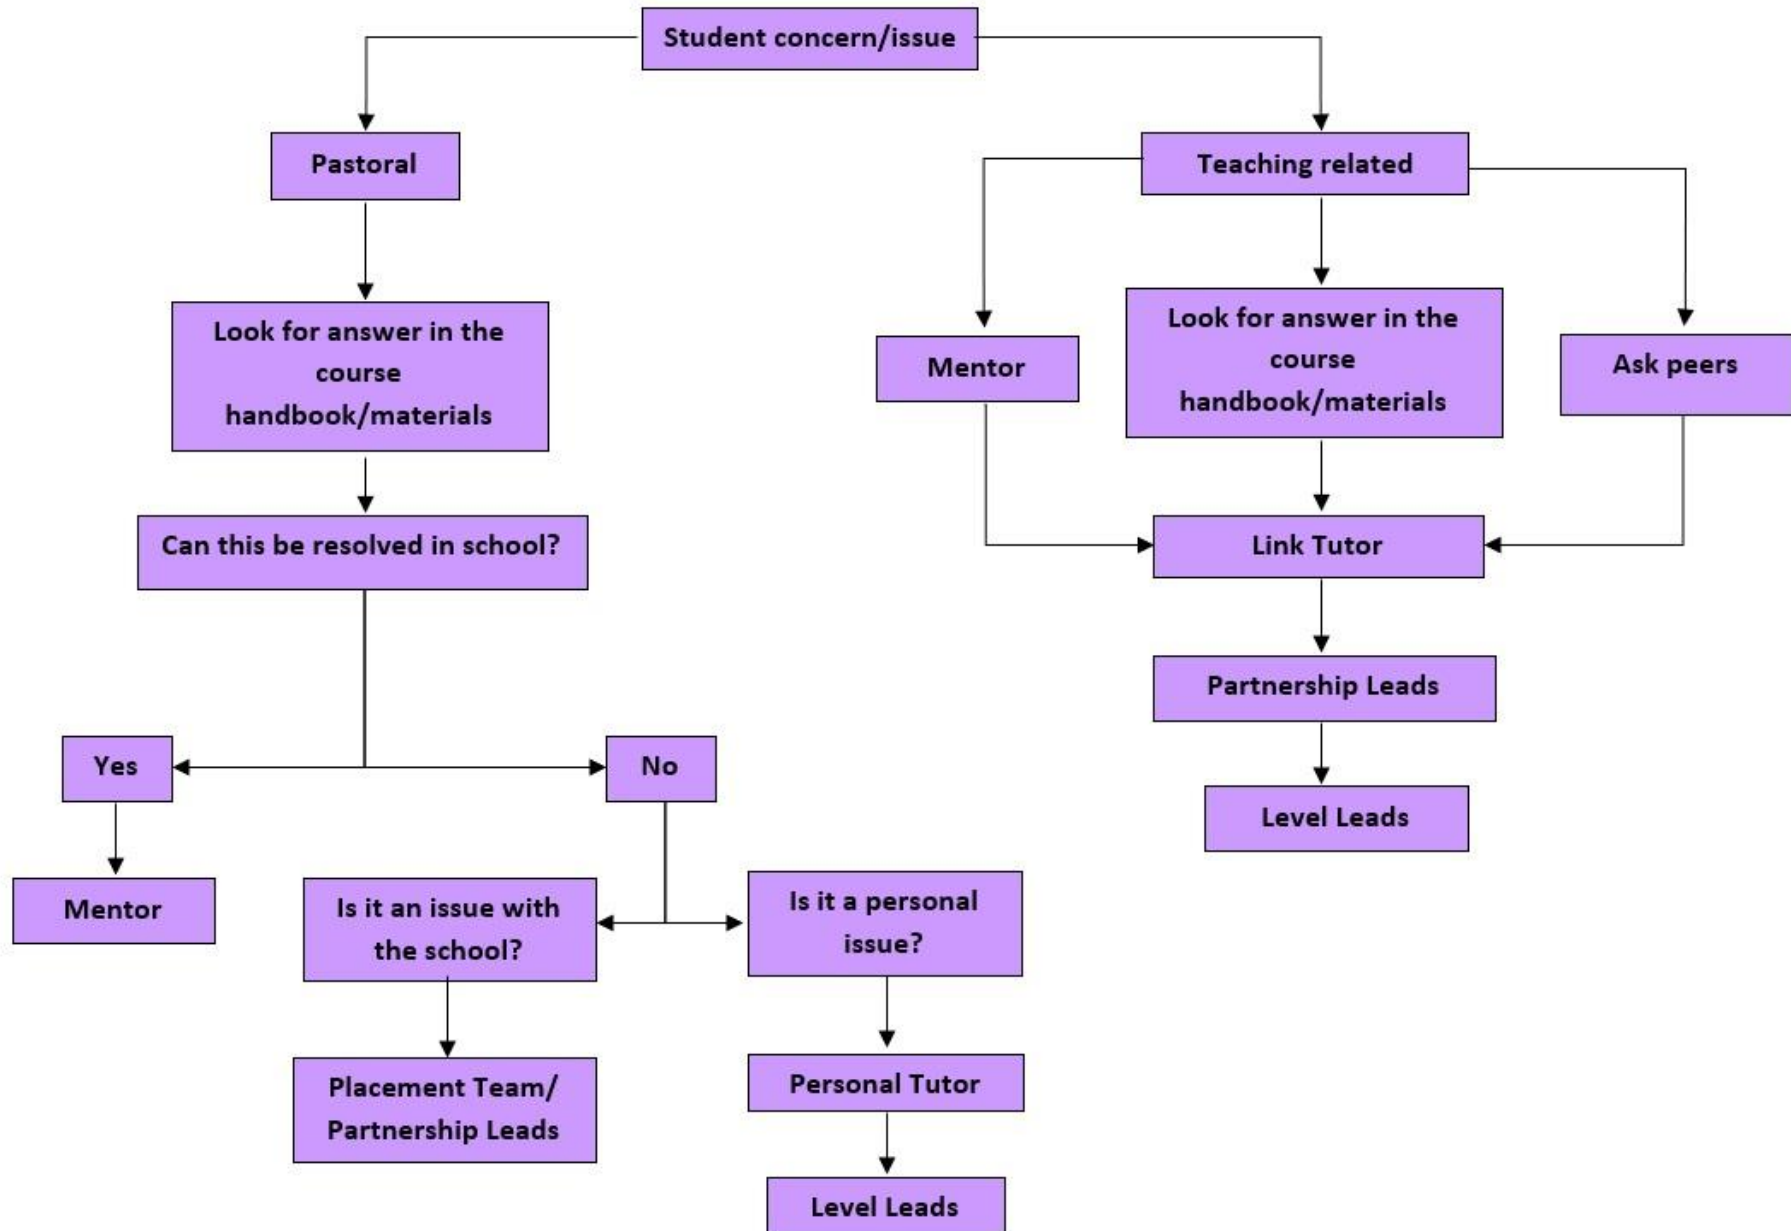 Student concern/issue
Pastoral
Teaching related
Look for answer in the
course
handbook/materials
Mentor
Look for answer in the
course
handbook/materials
Ask peers
Can this be resolved in school?
Link Tutor
Partnership Leads
Yes
No
Level Leads
Mentor
Is it an issue with
the school?
Is it a personal
issue?
Placement Team/
Partnership Leads
Personal Tutor
Level Leads